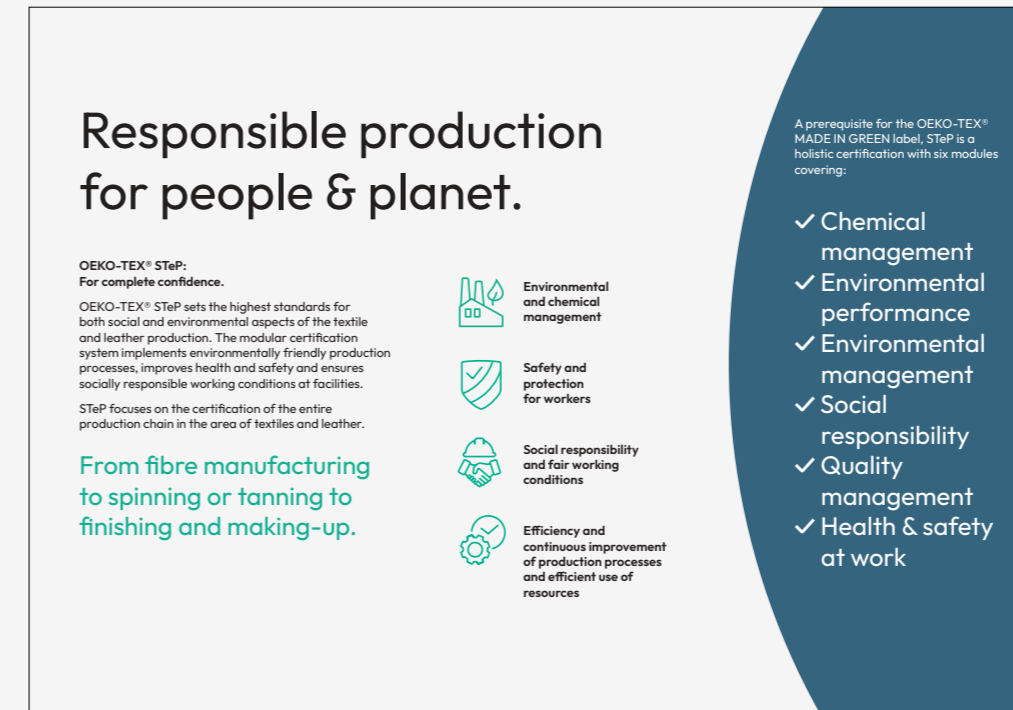 Responsible production
for people & planet.
OEKO-TEX® STeP:
For complete confidence.
OEKO-TEX® STeP sets the highest standards for
both social and environmental aspects of the textile
and leather production. The modular certification
system implements environmentally friendly production
processes, improves health and safety and ensures
socially responsible working conditions at facilities.
STeP focuses on the certification of the entire
production chain in the area of textiles and leather.
From fibre manufacturing
to spinning or tanning to
finishing and making-up.
Environmental
and chemical
management
Safety and
protection
for workers
Social responsibility
and fair working
conditions
Efficiency and
continuous improvement
of production processes
and efficient use of
resources
A prerequisite for the OEKO-TEX®
MADE IN GREEN label, STeP is a
holistic certification with six modules
covering:
Chemical
management
Environmental
performance
Environmental
management
Social
responsibility
Quality
management
Health & safety
at work